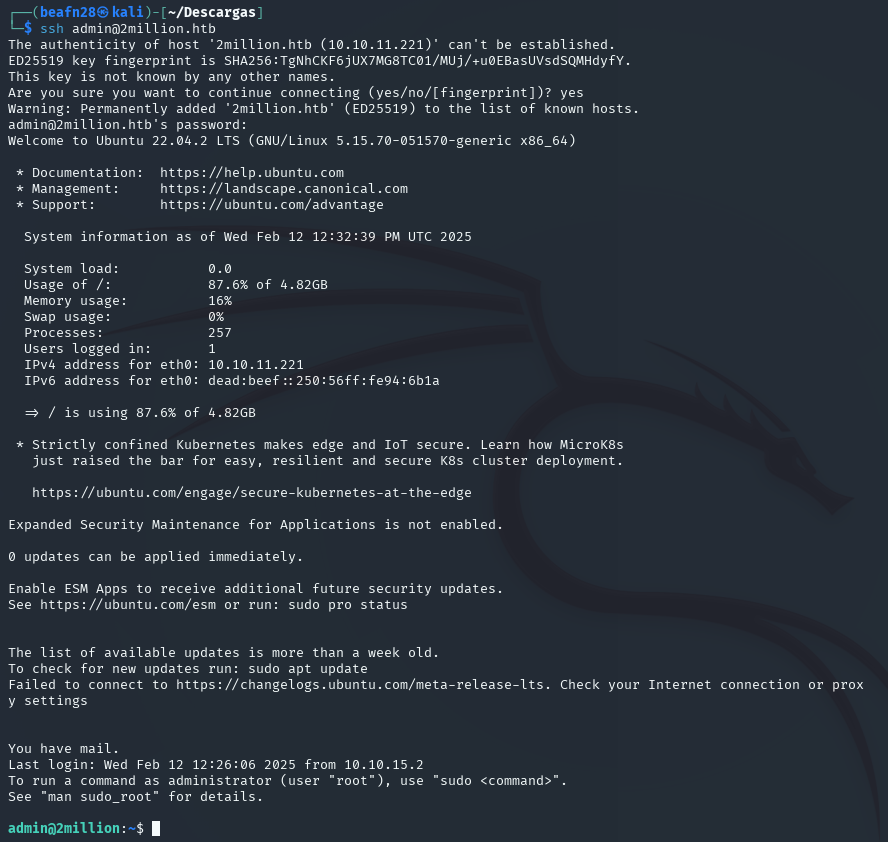 ┌──(beafn28㉿kali)-[~/Descargas]
└─$ ssh admin@2million.htb
The authenticity of host '2million.htb (10.10.11.221)' can't be established.
ED25519 key fingerprint is SHA256:TgNhCKF6jUX7MG8TC01/MUj/+u0EBasUVsdSQMHdyfY.
This key is not known by any other names.
Are you sure you want to continue connecting (yes/no/[fingerprint])? yes
Warning: Permanently added '2million.htb' (ED25519) to the list of known hosts.
admin@2million.htb's password:
Welcome to Ubuntu 22.04.2 LTS (GNU/Linux 5.15.70-051570-generic x86_64)

 * Documentation:  https://help.ubuntu.com
 * Management:     https://landscape.canonical.com
 * Support:        https://ubuntu.com/advantage

  System information as of Wed Feb 12 12:32:39 PM UTC 2025

  System load:           0.0
  Usage of /:            87.6% of 4.82GB
  Memory usage:          16%
  Swap usage:            0%
  Processes:             257
  Users logged in:       1
  IPv4 address for eth0: 10.10.11.221
  IPv6 address for eth0: dead:beef::250:56ff:fe94:6b1a

  => / is using 87.6% of 4.82GB

 * Strictly confined Kubernetes makes edge and IoT secure. Learn how MicroK8s
   just raised the bar for easy, resilient and secure K8s cluster deployment.

   https://ubuntu.com/engage/secure-kubernetes-at-the-edge

Expanded Security Maintenance for Applications is not enabled.

0 updates can be applied immediately.

Enable ESM Apps to receive additional future security updates.
See https://ubuntu.com/esm or run: sudo pro status


The list of available updates is more than a week old.
To check for new updates run: sudo apt update
Failed to connect to https://changelogs.ubuntu.com/meta-release-lts. Check your Internet connection or prox
y settings


You have mail.
Last login: Wed Feb 12 12:26:06 2025 from 10.10.15.2
To run a command as administrator (user "root"), use "sudo <command>".
See "man sudo_root" for details.

admin@2million:~$